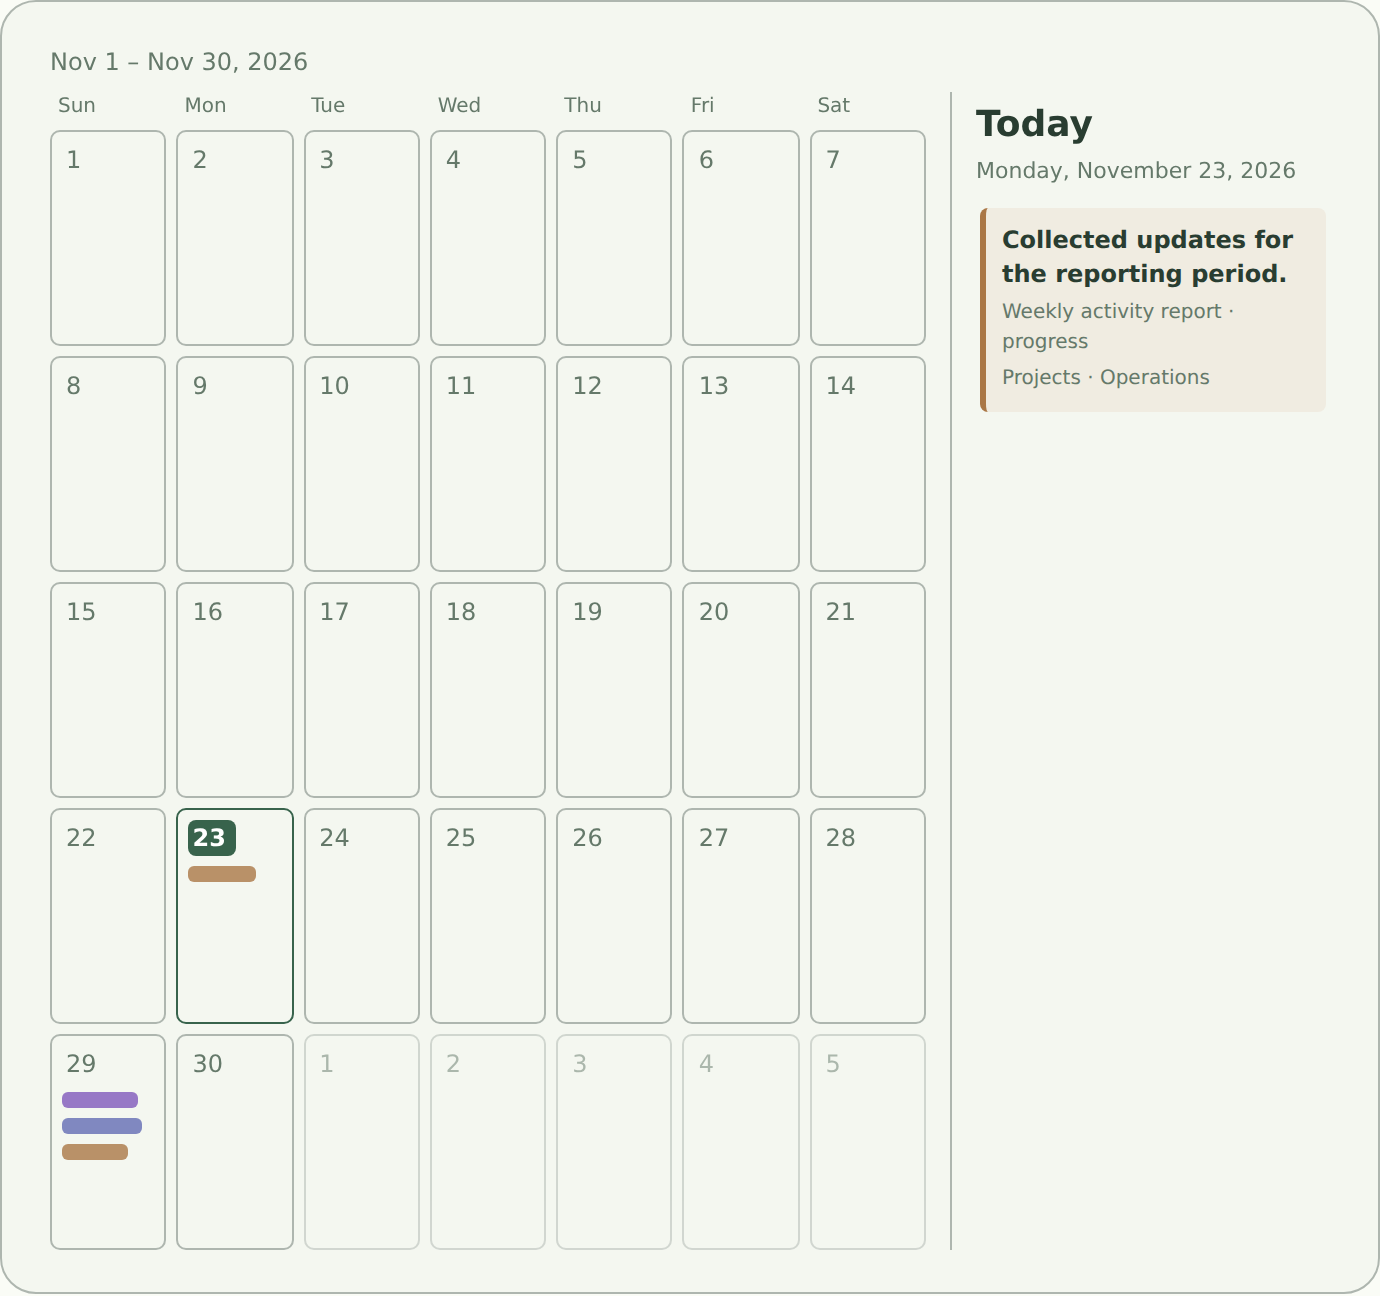 Nov 1 – Nov 30, 2026
Sun Mon Tue Wed Thu Fri Sat
1 2 3 4 5 6 7
8 9 10 11 12 13 14
15 16 17 18 19 20 21
22 23 24 25 26 27 28
29 30 1 2 3 4 5
Today
Monday, November 23, 2026
Collected updates for
the reporting period.
Weekly activity report ·
progress
Projects · Operations